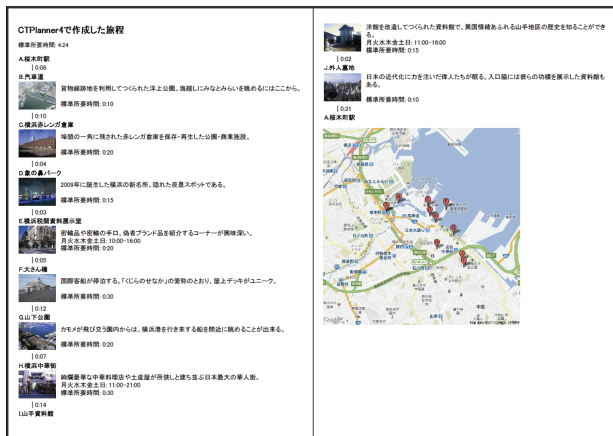 CTPlanner4で作成した旅程
標準所要時間: 4:24
A.桜木町駅
| 0:06
B.汽車道
貨物線跡地を利用してつくられた洋上公園。海越しにみなとみらいを眺めるにはここから。
標準所要時間: 0:10
| 0:10
C.横浜赤レンガ倉庫
埠頭の一角に残された赤レンガ倉庫を保存・再生した公園・商業施設。
標準所要時間: 0:20
| 0:04
D.象の鼻パーク
2009年に誕生した横浜の新名所。隠れた夜景スポットである。
標準所要時間: 0:15
| 0:03
E.横浜税関資料展示室
密輸品や密輸の手口、偽者ブランド品を紹介するコーナーが興味深い。
月火水木金土日: 10:00-16:00
標準所要時間: 0:20
| 0:05
F.大さん橋
国際客船が停泊する。「くじらのせなか」の愛称のとおり、屋上デッキがユニーク。
標準所要時間: 0:30
| 0:12
G.山下公園
カモメが飛び交う園内からは、横浜港を行き来する船を間近に眺めることが出来る。
標準所要時間: 0:20
| 0:07
H.横浜中華街
絢爛豪華な中華料理店や土産屋が所狭しと建ち並ぶ日本最大の華人街。
月火水木金土日: 11:00-21:00
標準所要時間: 0:30
| 0:14
I.山手資料館
洋館を改造してつくられた資料館で、異国情緒あふれる山手地区の歴史を知ることができ
る。
月火水木金土日: 11:00-16:00
標準所要時間: 0:15
| 0:02
J.外人墓地
日本の近代化に力を注いだ偉人たちが眠る。入口脇には彼らの功績を展示した資料館も
ある。
標準所要時間: 0:10
| 0:31
A.桜木町駅
中区
Google